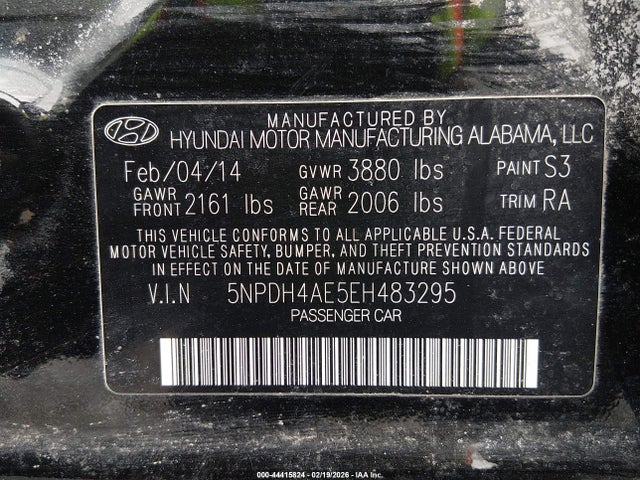 MANUFACTURED BY
HYUNDAI MOTOR MANUFACTURING ALABAMA, LLC
Feb/04/14 GVWR 3880 lbs PAINT S3
GAWR FRONT 2161 lbs GAWR REAR 2006 lbs TRIM RA
THIS VEHICLE CONFORMS TO ALL APPLICABLE U.S.A. FEDERAL
MOTOR VEHICLE SAFETY, BUMPER, AND THEFT PREVENTION STANDARDS
IN EFFECT ON THE DATE OF MANUFACTURE SHOWN ABOVE
V.I.N 5NPDH4AE5EH483295
PASSENGER CAR
000-44415824 - 02/19/2026 - IAA Inc.